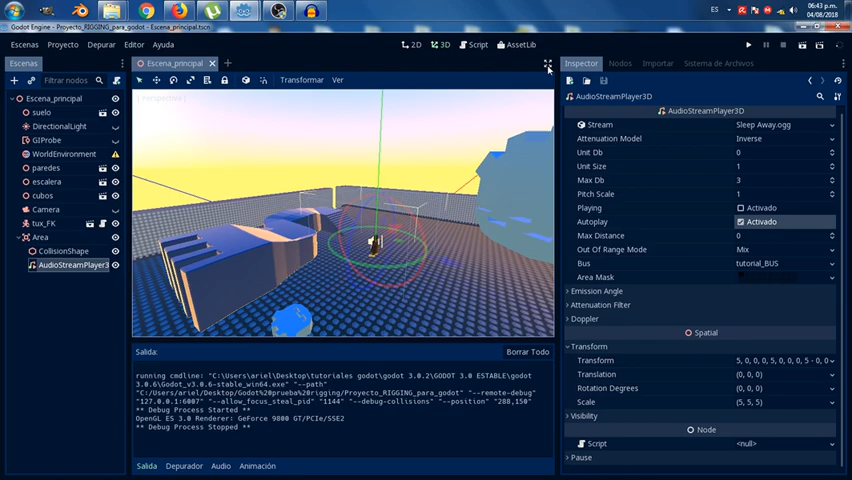 ES
06:43 p.m.
04/08/2018
Godot Engine - Proyecto_RIGGING_para_godot - Escena_principal.tscn
Escenas Proyecto Depurar Editor Ayuda
2D 3D Script AssetLib
Escenas
Filtrar nodos
Escena_principal
suelo
DirectionalLight
GIProbe
WorldEnvironment
paredes
escalera
cubos
Camera
tux_FK
Area
CollisionShape
AudioStreamPlayer3
Escena_principal
Transformar Ver
[ Perspectiva ]
Salida:
Borrar Todo
running cmdline: "C:\Users\ariel\Desktop\tutoriales godot\godot 3.0.2\GODOT 3.0 ESTABLE\godot
3.0.6\Godot_v3.0.6-stable_win64.exe" "--path"
"C:/Users/ariel/Desktop/Godot%20prueba%20rigging/Proyecto_RIGGING_para_godot" "--remote-debug"
"127.0.0.1:6007" "--allow_focus_steal_pid" "1144" "--debug-collisions" "--position" "288,150"
** Debug Process Started **
OpenGL ES 3.0 Renderer: GeForce 9800 GT/PCIe/SSE2
** Debug Process Stopped **
Salida Depurador Audio Animación
Inspector Nodos Importar Sistema de Archivos
AudioStreamPlayer3D
AudioStreamPlayer3D
Stream Sleep Away.ogg
Attenuation Model Inverse
Unit Db 0
Unit Size 1
Max Db 3
Pitch Scale 1
Playing Activado
Autoplay Activado
Max Distance 0
Out Of Range Mode Mix
Bus tutorial_BUS
Area Mask
Emission Angle
Attenuation Filter
Doppler
Spatial
Transform
Transform 5, 0, 0, 0, 5, 0, 0, 0, 5 - 0, 0
Translation (0, 0, 0)
Rotation Degrees (0, 0, 0)
Scale (5, 5, 5)
Visibility
Node
Script <null>
Pause